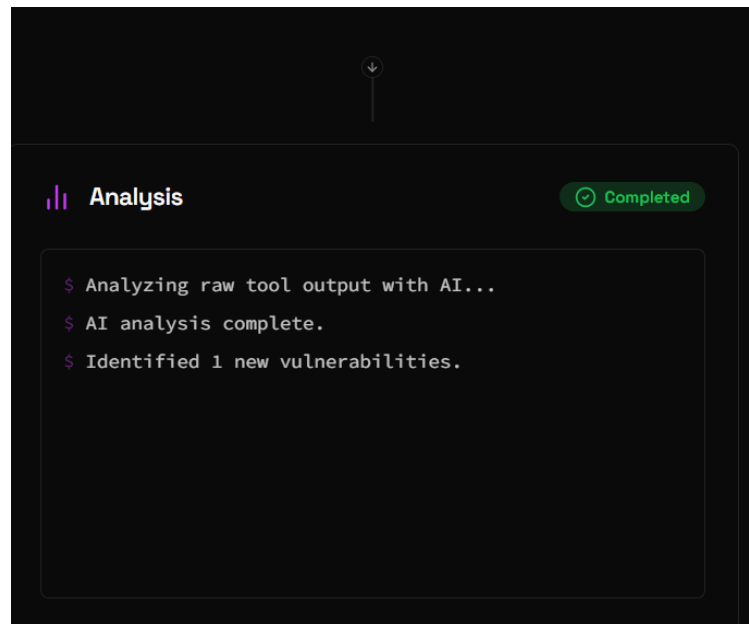 Analysis
Completed
$ Analyzing raw tool output with AI...
$ AI analysis complete.
$ Identified 1 new vulnerabilities.